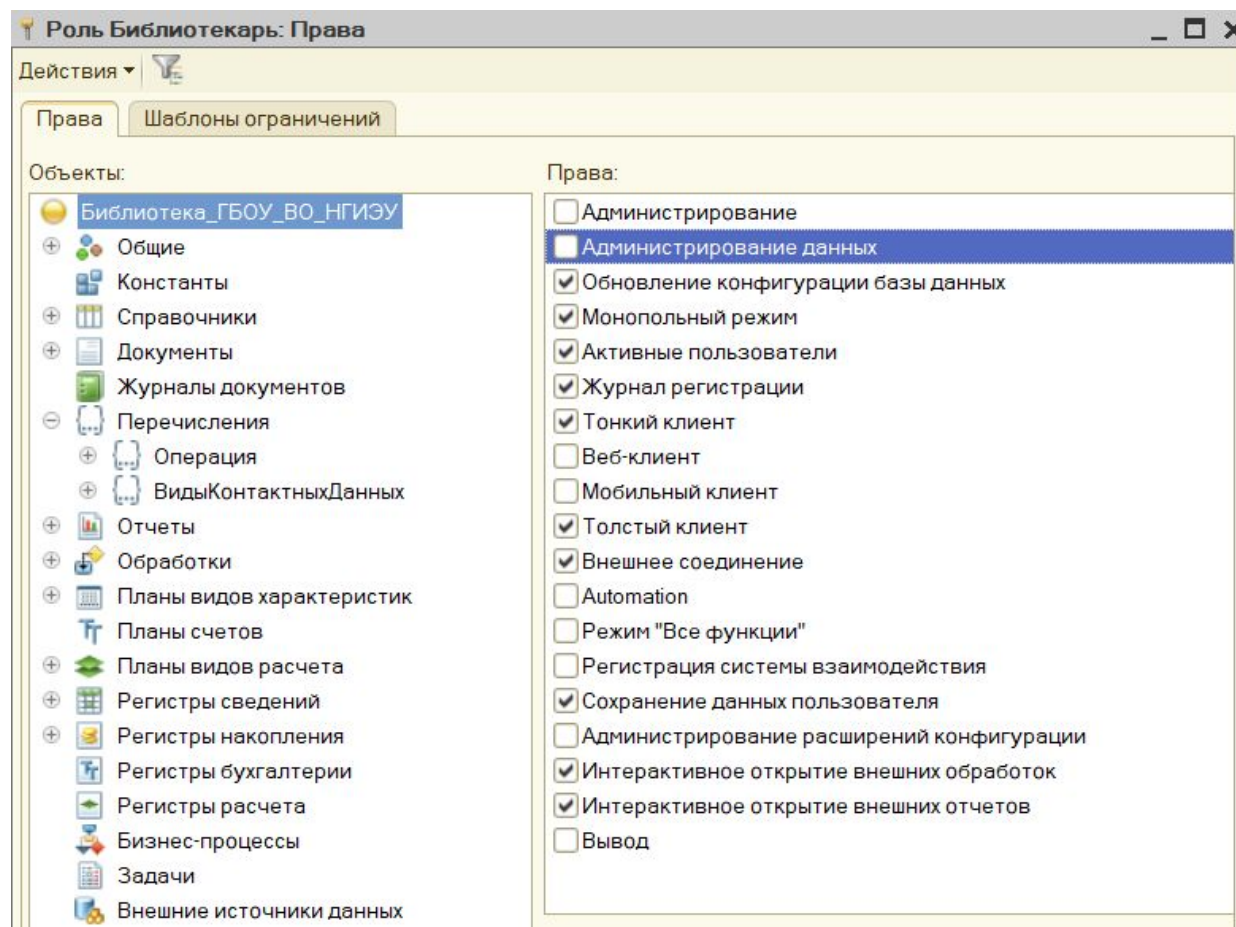 Роль Библиотекарь: Права
Действия
Права
Шаблоны ограничений
Объекты:
Библиотека_ГБОУ_ВО_НГИЭУ
Общие
Константы
Справочники
Документы
Журналы документов
Перечисления
Операция
ВидыКонтактныхДанных
Отчеты
Обработки
Планы видов характеристик
Планы счетов
Планы видов расчета
Регистры сведений
Регистры накопления
Регистры бухгалтерии
Регистры расчета
Бизнес-процессы
Задачи
Внешние источники данных
Права:
Администрирование
Администрирование данных
Обновление конфигурации базы данных
Монопольный режим
Активные пользователи
Журнал регистрации
Тонкий клиент
Веб-клиент
Мобильный клиент
Толстый клиент
Внешнее соединение
Automation
Режим "Все функции"
Регистрация системы взаимодействия
Сохранение данных пользователя
Администрирование расширений конфигурации
Интерактивное открытие внешних обработок
Интерактивное открытие внешних отчетов
Вывод